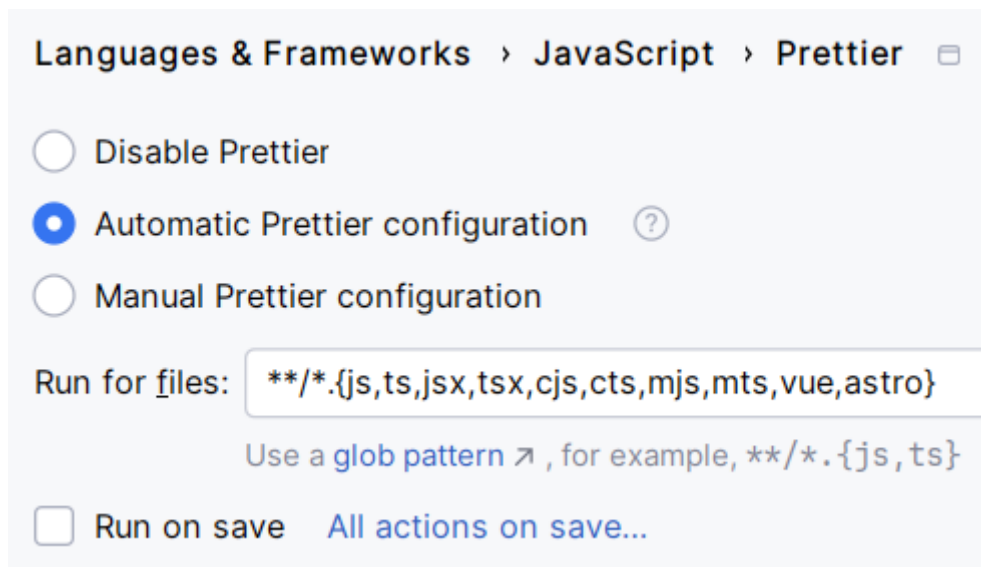 Languages & Frameworks › JavaScript › Prettier
Disable Prettier
Automatic Prettier configuration ?
Manual Prettier configuration
Run for files: **/*.{js,ts,jsx,tsx,cjs,cts,mjs,mts,vue,astro}
Use a glob pattern ↗ , for example, **/*.{js,ts}
Run on save All actions on save...